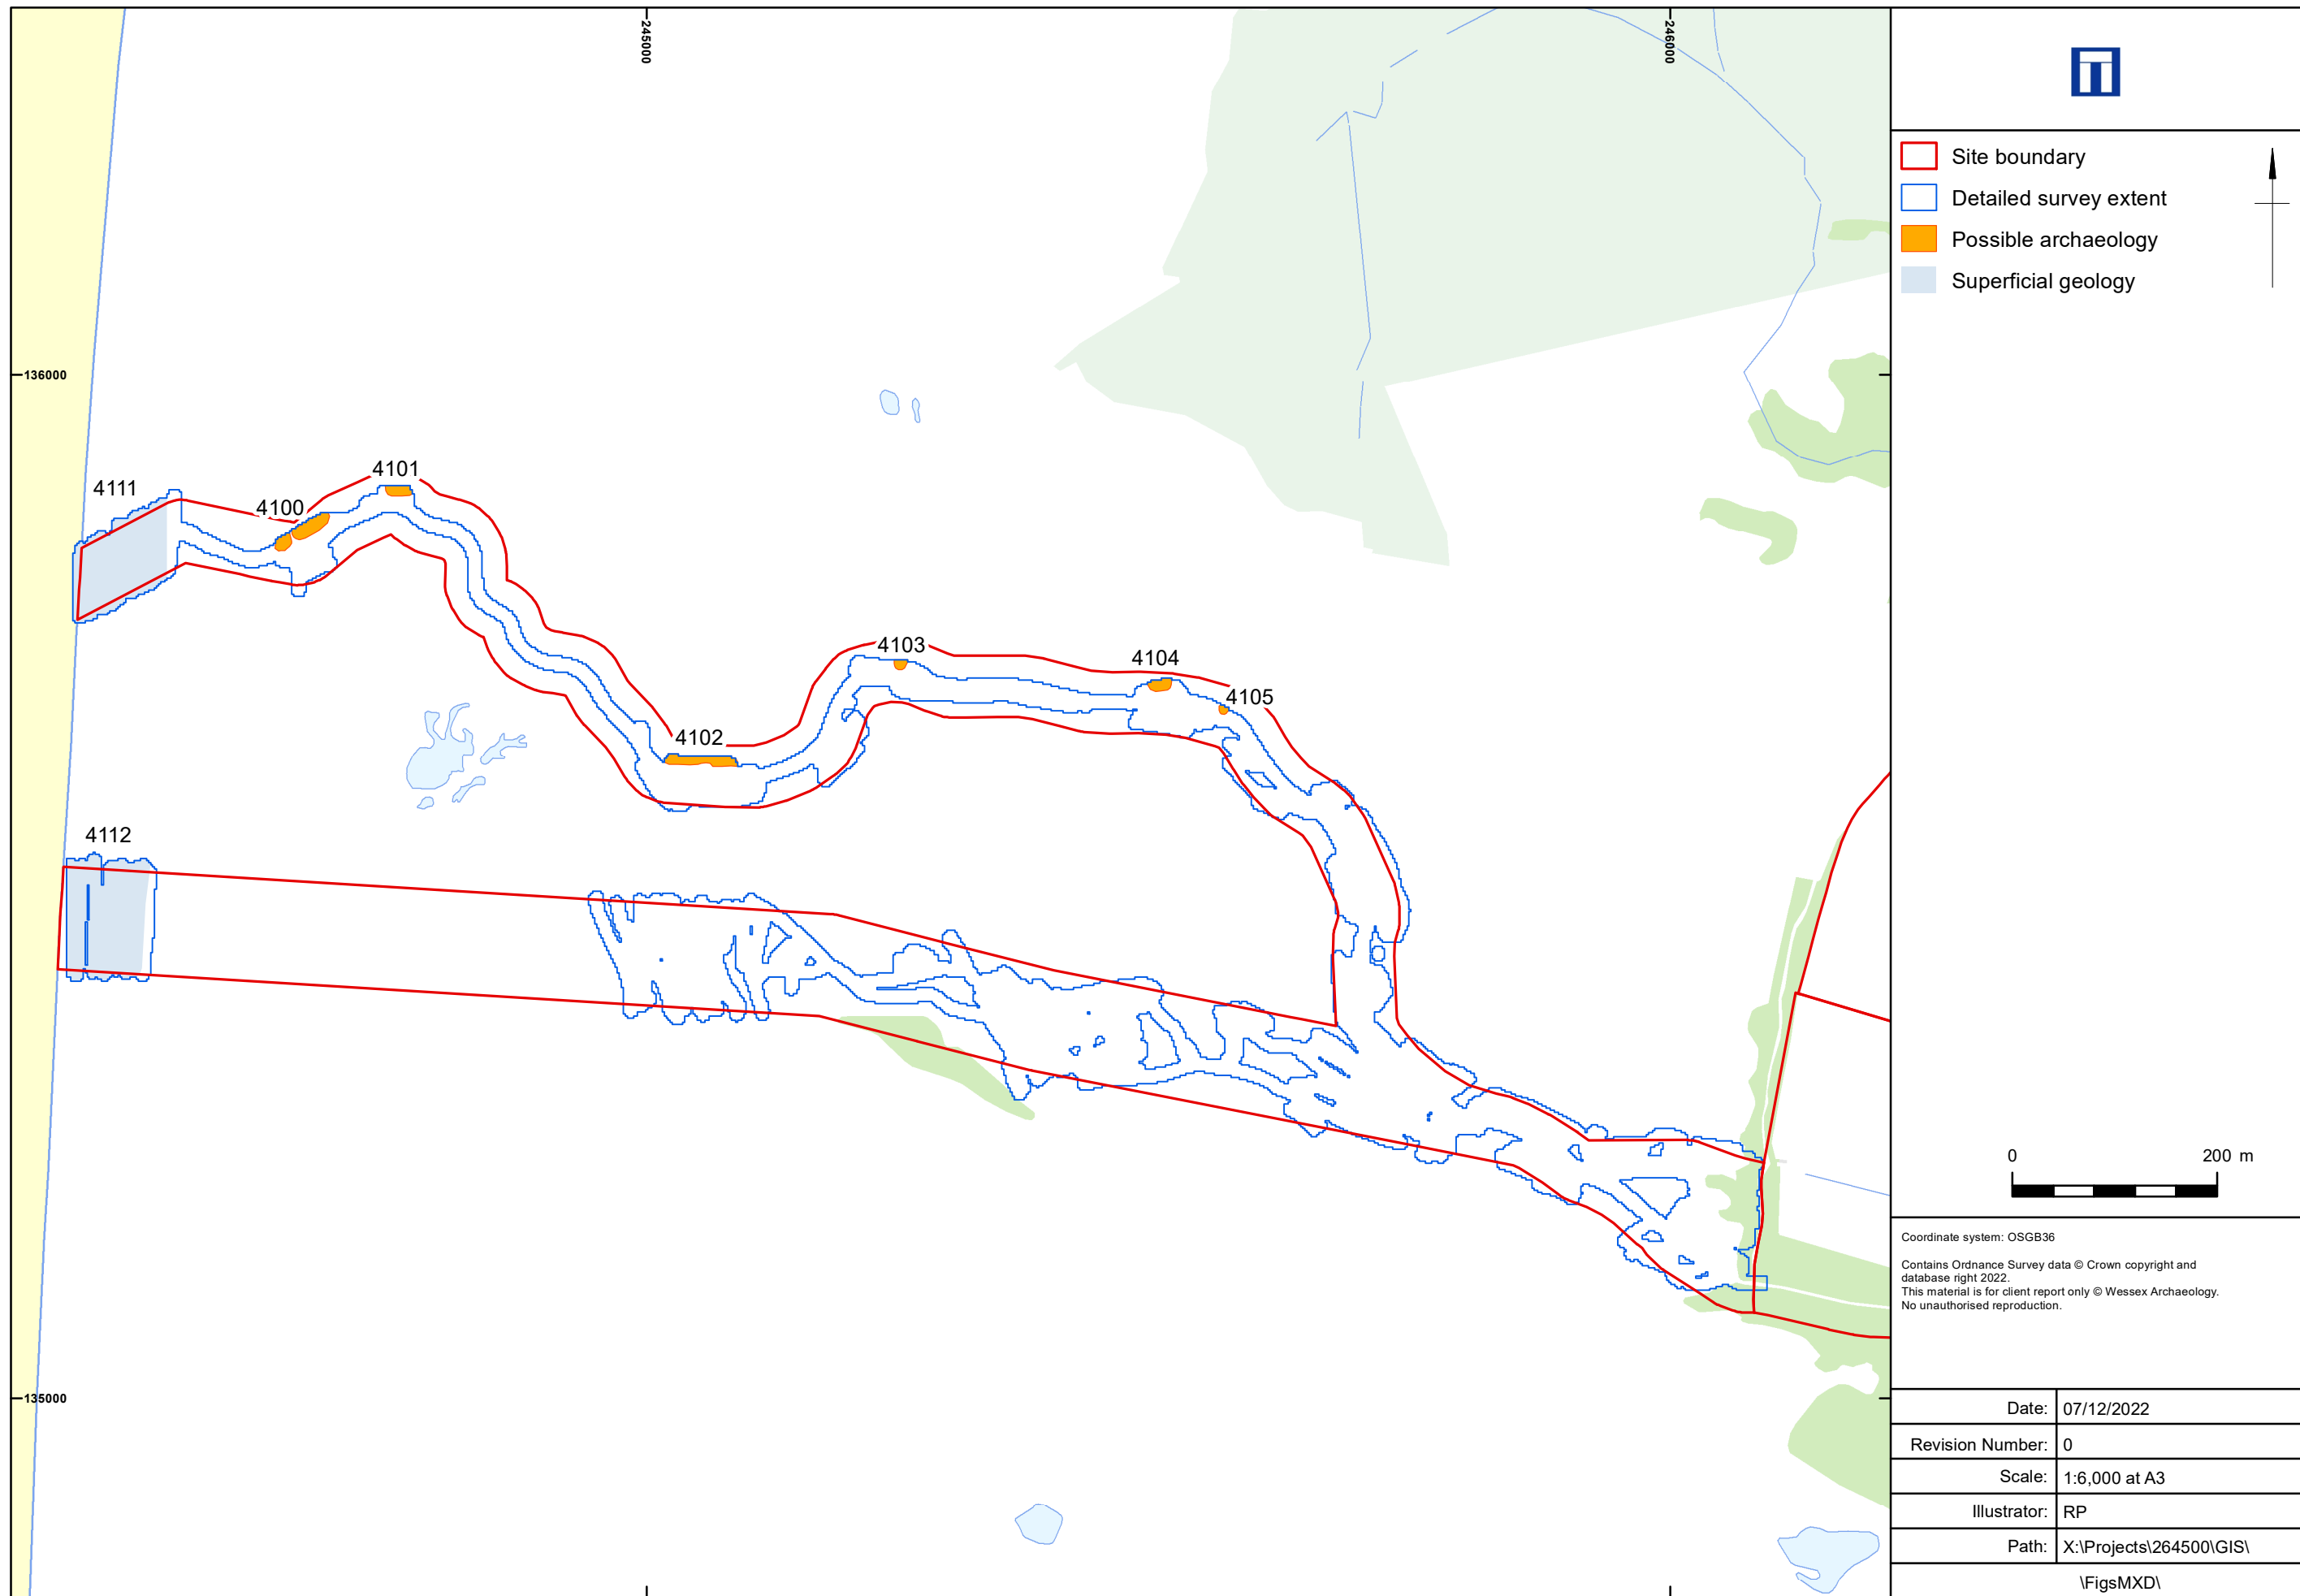 245000
246000
136000
135000
4111
4100
4101
4102
4103
4104
4105
4112
Site boundary
Detailed survey extent
Possible archaeology
Superficial geology
0 200 m
Coordinate system: OSGB36
Contains Ordnance Survey data © Crown copyright and
database right 2022.
This material is for client report only © Wessex Archaeology.
No unauthorised reproduction.
Date: 07/12/2022
Revision Number: 0
Scale: 1:6,000 at A3
Illustrator: RP
Path: X:\Projects\264500\GIS\
\FigsMXD\